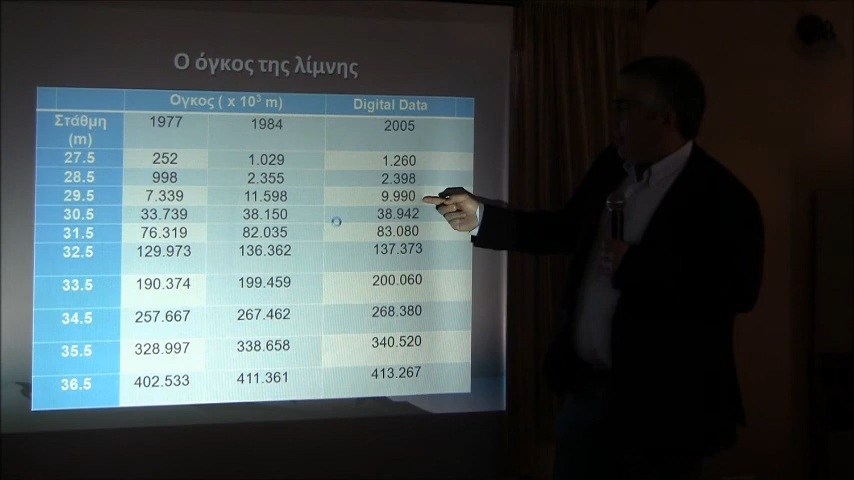 Ο όγκος της λίμνης
Ογκος ( x 10³ m) Digital Data
Στάθμη (m) 1977 1984 2005
27.5 252 1.029 1.260
28.5 998 2.355 2.398
29.5 7.339 11.598 9.990
30.5 33.739 38.150 38.942
31.5 76.319 82.035 83.080
32.5 129.973 136.362 137.373
33.5 190.374 199.459 200.060
34.5 257.667 267.462 268.380
35.5 328.997 338.658 340.520
36.5 402.533 411.361 413.267